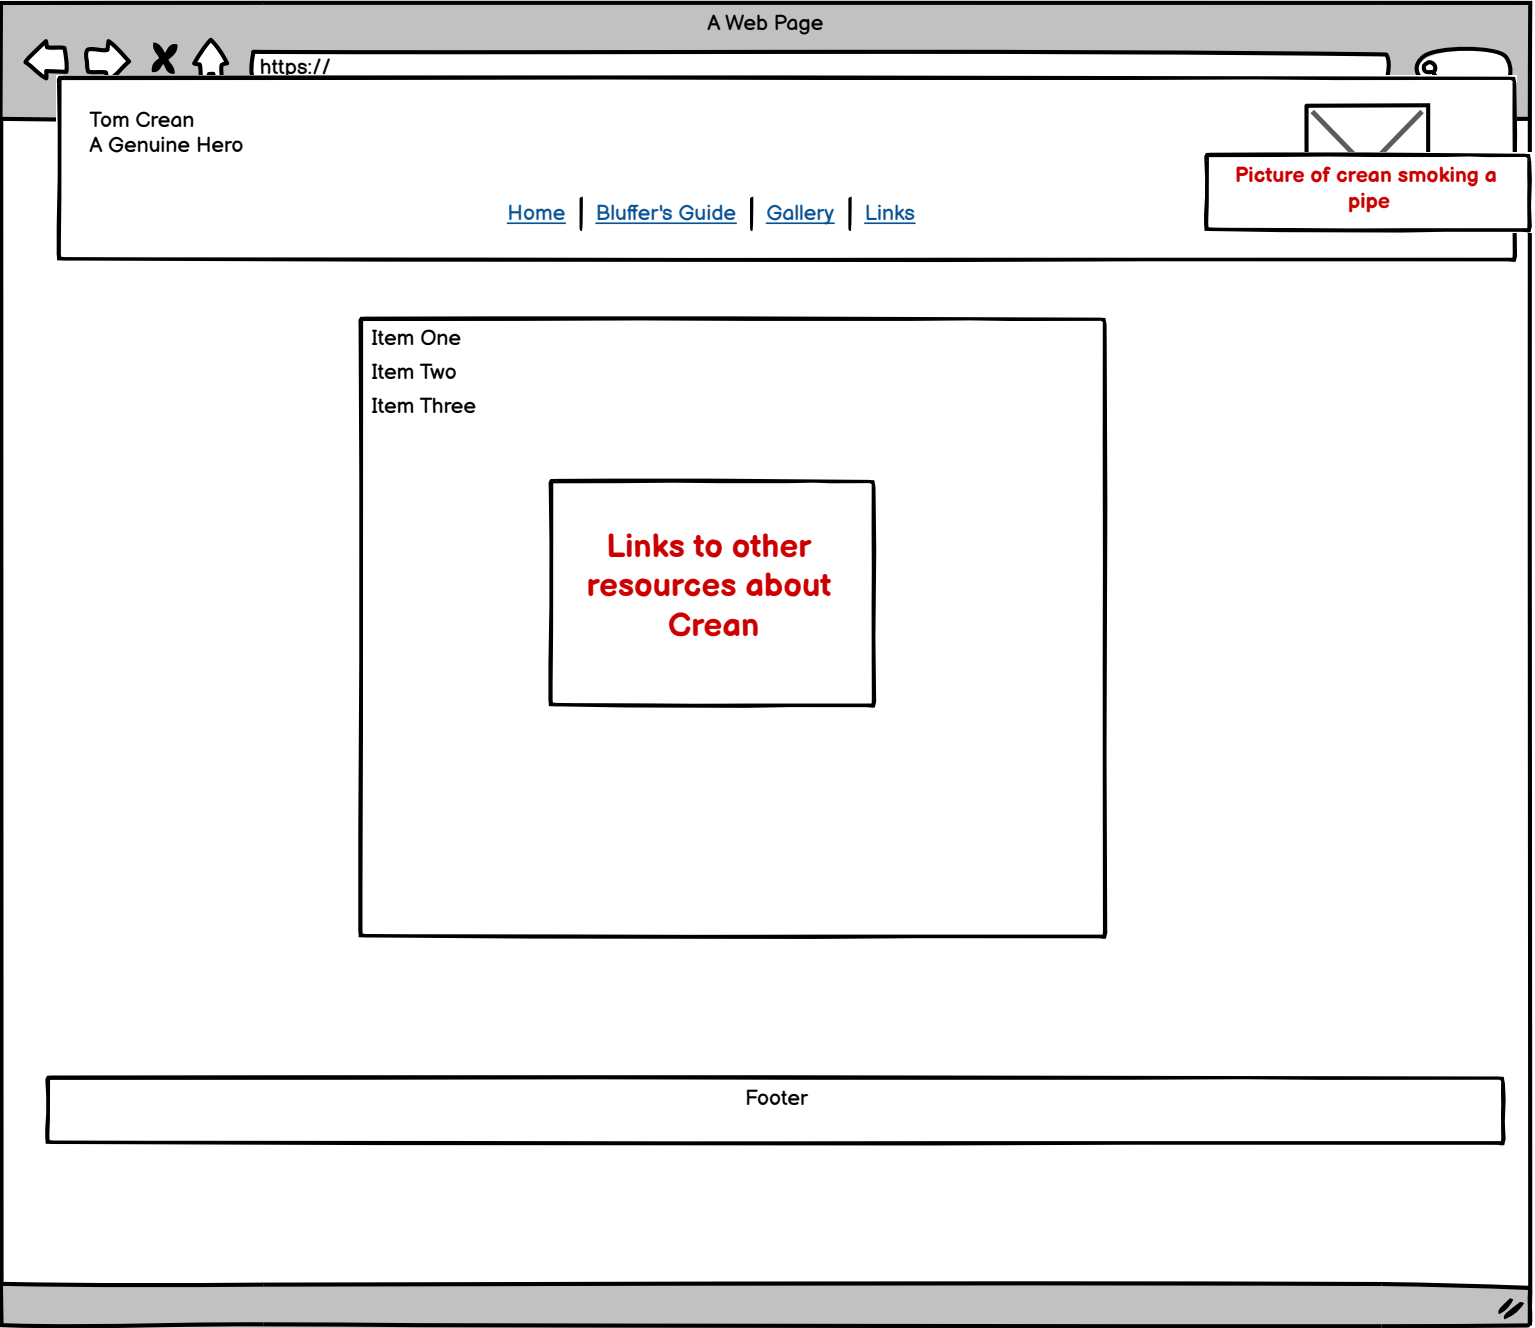 A Web Page
https://
Tom Crean
A Genuine Hero
Picture of crean smoking a
pipe
Home | Bluffer's Guide | Gallery | Links
Item One
Item Two
Item Three
Links to other
resources about
Crean
Footer